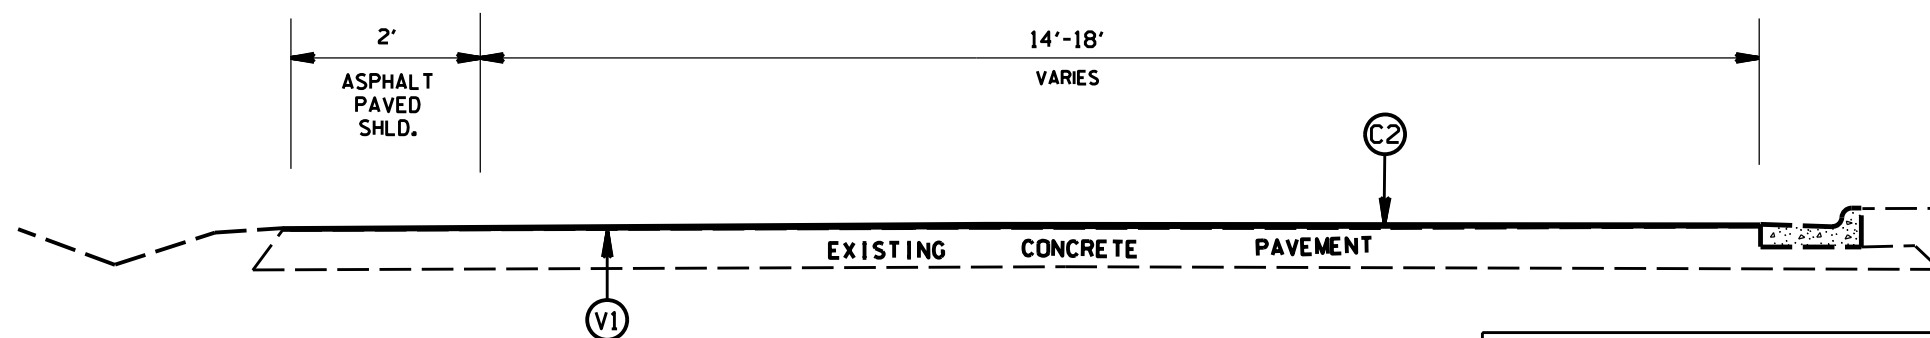 2'
ASPHALT
PAVED
SHLD.
14'-18'
VARIES
C2
EXISTING CONCRETE PAVEMENT
V1